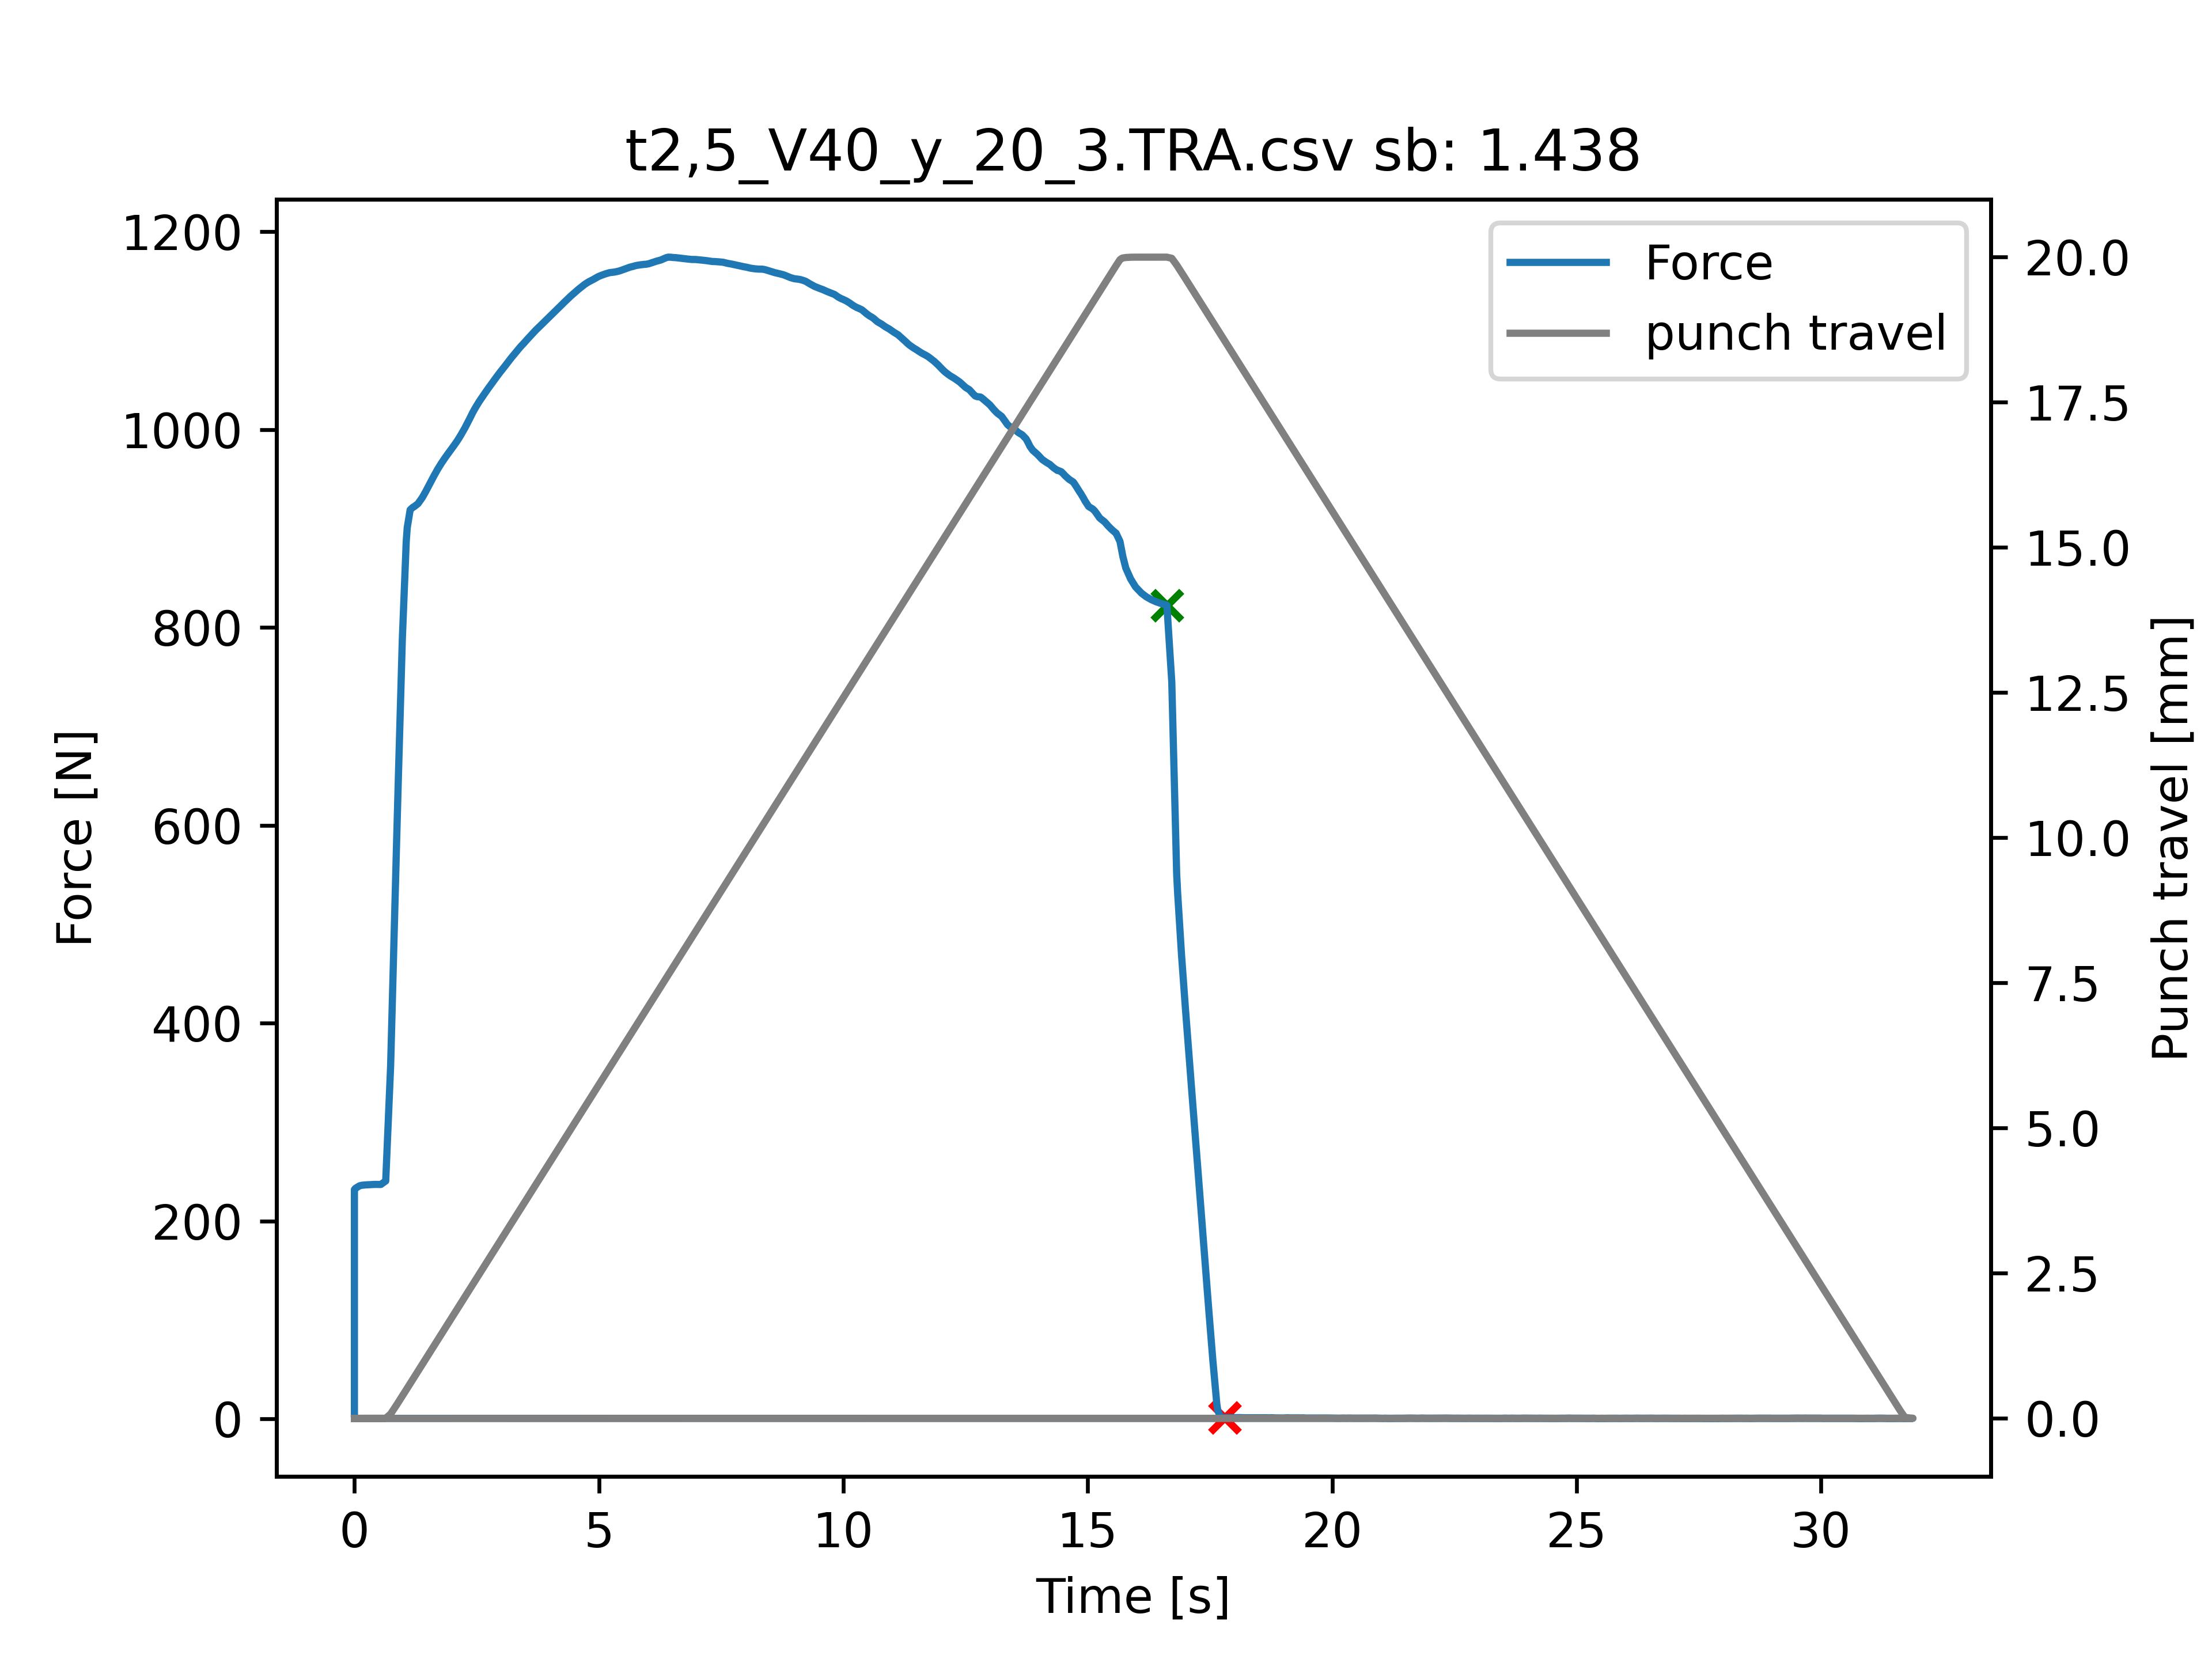 t2,5_V40_y_20_3.TRA.csv sb: 1.438
Force
punch travel
1200
1000
800
600
400
200
0
Force [N]
20.0
17.5
15.0
12.5
10.0
7.5
5.0
2.5
0.0
Punch travel [mm]
0 5 10 15 20 25 30
Time [s]